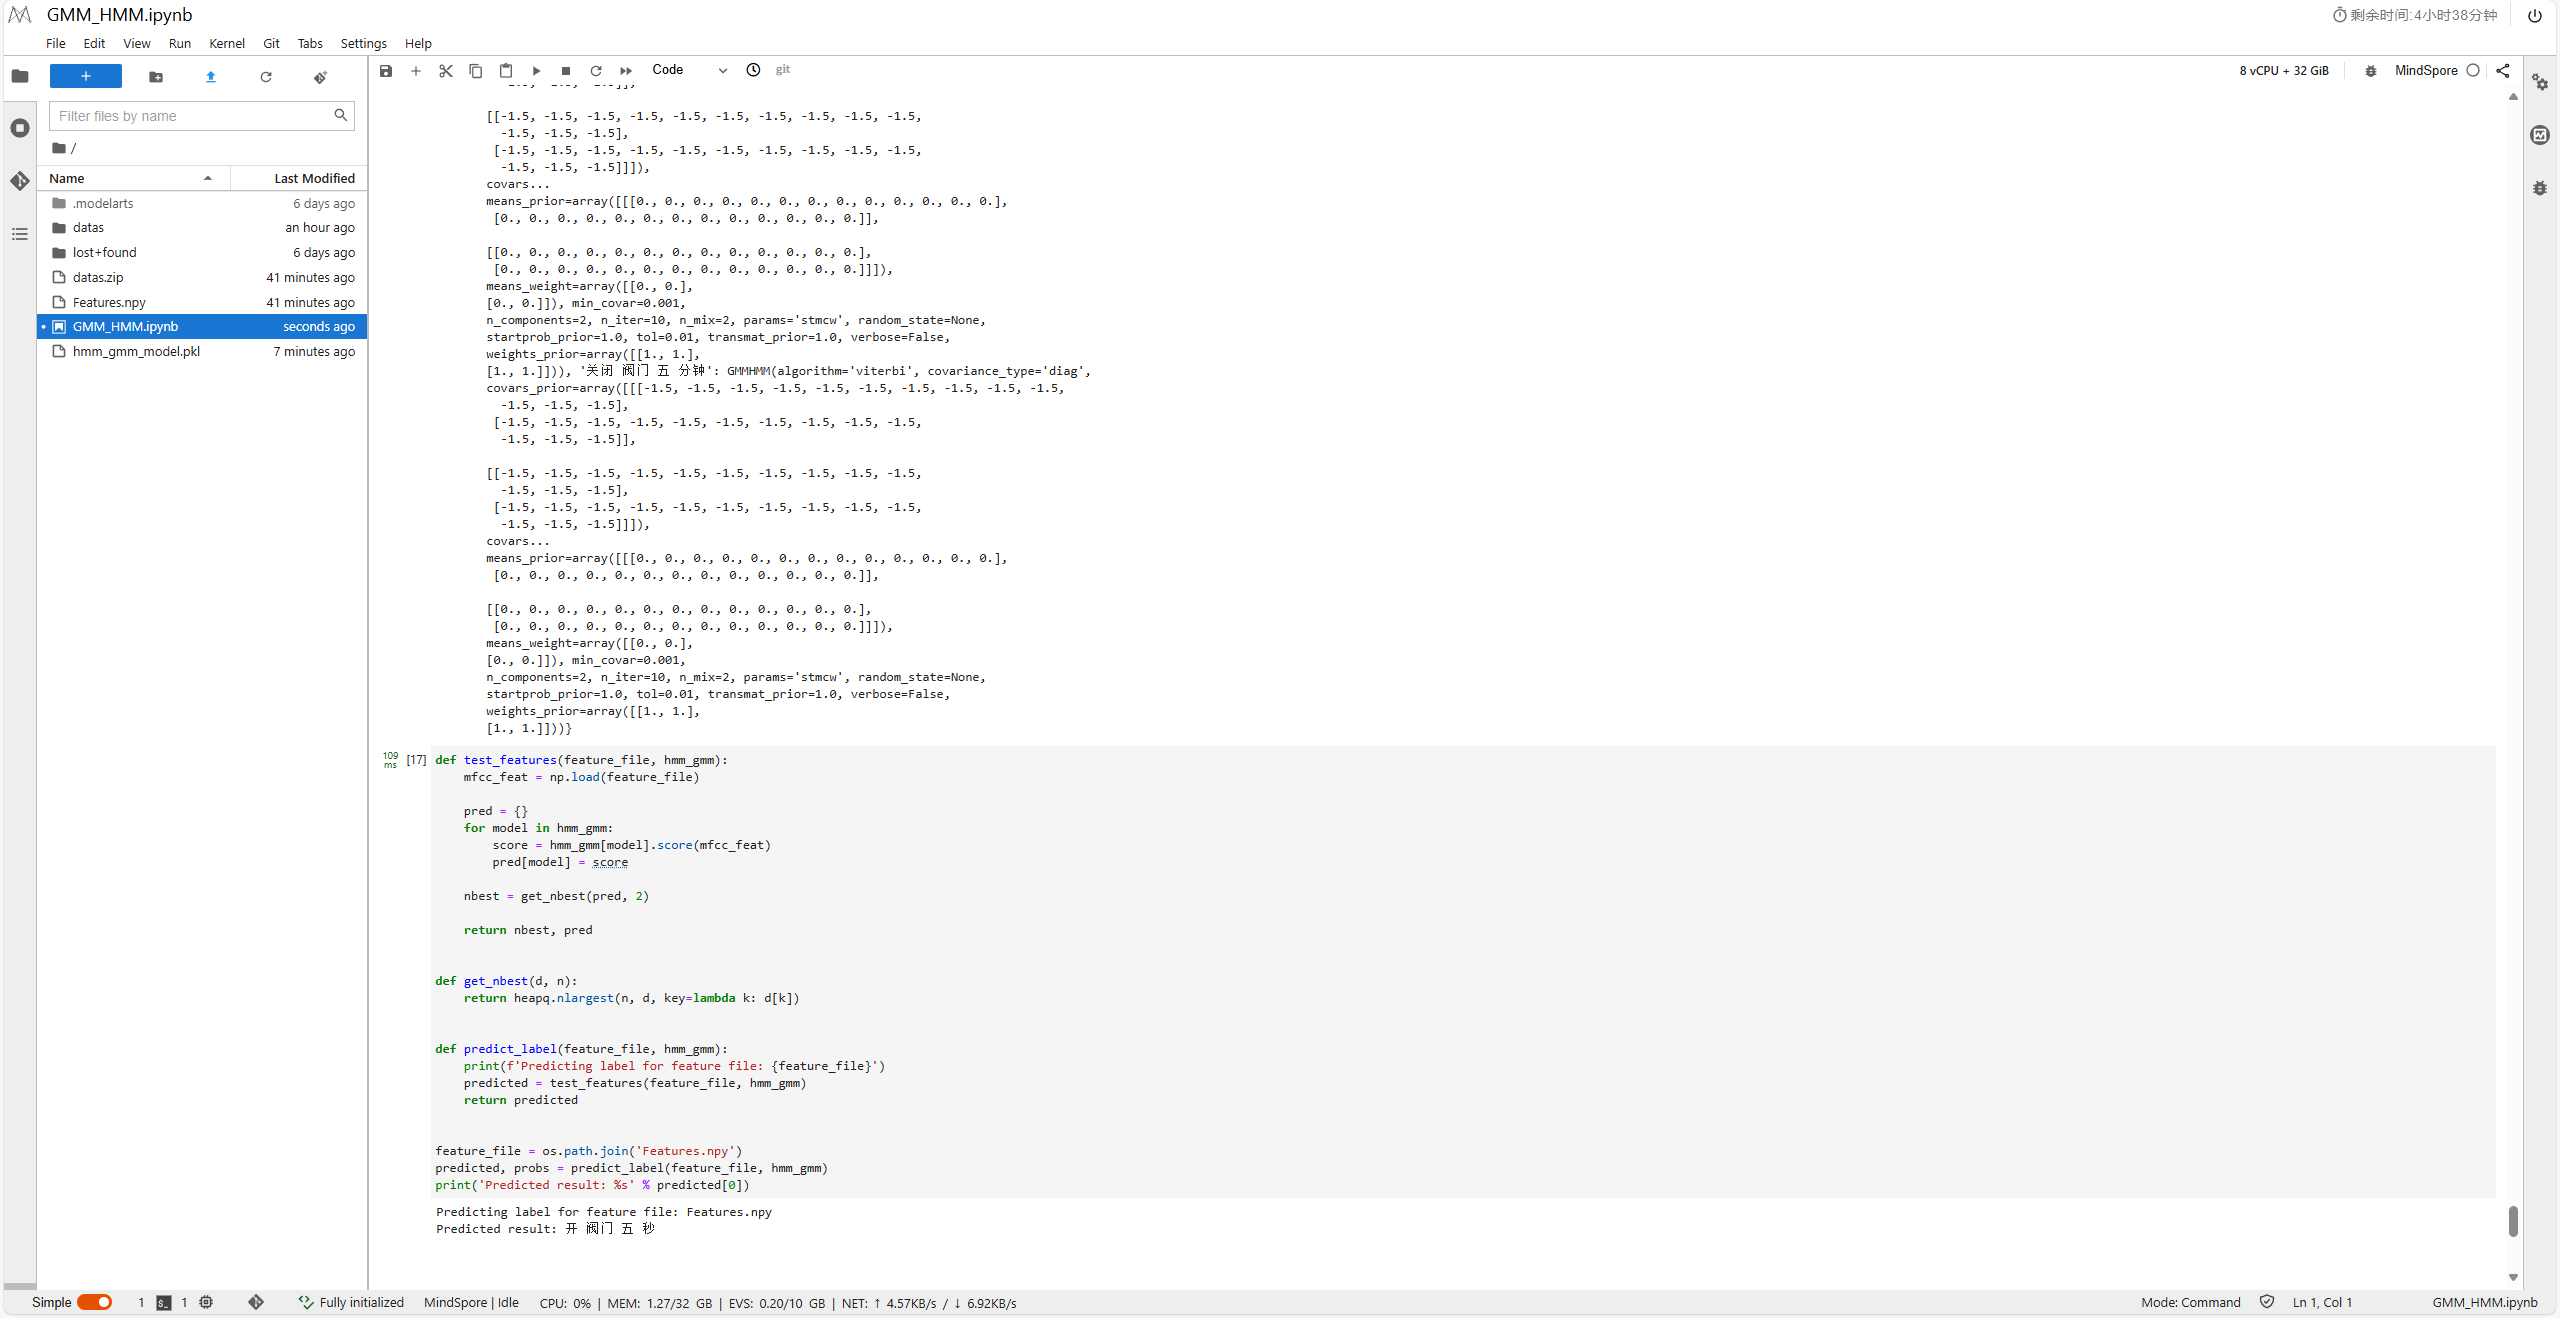 GMM_HMM.ipynb
剩余时间:4小时38分钟
File Edit View Run Kernel Git Tabs Settings Help
Code git 8 vCPU + 32 GiB MindSpore
Filter files by name
/
Name Last Modified
.modelarts 6 days ago
datas an hour ago
lost+found 6 days ago
datas.zip 41 minutes ago
Features.npy 41 minutes ago
GMM_HMM.ipynb seconds ago
hmm_gmm_model.pkl 7 minutes ago
[[-1.5, -1.5, -1.5, -1.5, -1.5, -1.5, -1.5, -1.5, -1.5, -1.5,
-1.5, -1.5, -1.5],
[-1.5, -1.5, -1.5, -1.5, -1.5, -1.5, -1.5, -1.5, -1.5, -1.5,
-1.5, -1.5, -1.5]]]),
covars...
means_prior=array([[[0., 0., 0., 0., 0., 0., 0., 0., 0., 0., 0., 0., 0.],
[0., 0., 0., 0., 0., 0., 0., 0., 0., 0., 0., 0., 0.]],
[[0., 0., 0., 0., 0., 0., 0., 0., 0., 0., 0., 0., 0.],
[0., 0., 0., 0., 0., 0., 0., 0., 0., 0., 0., 0., 0.]]]),
means_weight=array([[0., 0.],
[0., 0.]]), min_covar=0.001,
n_components=2, n_iter=10, n_mix=2, params='stmcw', random_state=None,
startprob_prior=1.0, tol=0.01, transmat_prior=1.0, verbose=False,
weights_prior=array([[1., 1.],
[1., 1.]])), '关闭 阀门 五 分钟': GMMHMM(algorithm='viterbi', covariance_type='diag',
covars_prior=array([[[-1.5, -1.5, -1.5, -1.5, -1.5, -1.5, -1.5, -1.5, -1.5, -1.5,
-1.5, -1.5, -1.5],
[-1.5, -1.5, -1.5, -1.5, -1.5, -1.5, -1.5, -1.5, -1.5, -1.5,
-1.5, -1.5, -1.5]],
[[-1.5, -1.5, -1.5, -1.5, -1.5, -1.5, -1.5, -1.5, -1.5, -1.5,
-1.5, -1.5, -1.5],
[-1.5, -1.5, -1.5, -1.5, -1.5, -1.5, -1.5, -1.5, -1.5, -1.5,
-1.5, -1.5, -1.5]]]),
covars...
means_prior=array([[[0., 0., 0., 0., 0., 0., 0., 0., 0., 0., 0., 0., 0.],
[0., 0., 0., 0., 0., 0., 0., 0., 0., 0., 0., 0., 0.]],
[[0., 0., 0., 0., 0., 0., 0., 0., 0., 0., 0., 0., 0.],
[0., 0., 0., 0., 0., 0., 0., 0., 0., 0., 0., 0., 0.]]]),
means_weight=array([[0., 0.],
[0., 0.]]), min_covar=0.001,
n_components=2, n_iter=10, n_mix=2, params='stmcw', random_state=None,
startprob_prior=1.0, tol=0.01, transmat_prior=1.0, verbose=False,
weights_prior=array([[1., 1.],
[1., 1.]]))}
109 ms [17] def test_features(feature_file, hmm_gmm):
mfcc_feat = np.load(feature_file)
pred = {}
for model in hmm_gmm:
score = hmm_gmm[model].score(mfcc_feat)
pred[model] = score
nbest = get_nbest(pred, 2)
return nbest, pred
def get_nbest(d, n):
return heapq.nlargest(n, d, key=lambda k: d[k])
def predict_label(feature_file, hmm_gmm):
print(f'Predicting label for feature file: {feature_file}')
predicted = test_features(feature_file, hmm_gmm)
return predicted
feature_file = os.path.join('Features.npy')
predicted, probs = predict_label(feature_file, hmm_gmm)
print('Predicted result: %s' % predicted[0])
Predicting label for feature file: Features.npy
Predicted result: 开 阀门 五 秒
Simple 1 1 Fully initialized MindSpore | Idle CPU: 0% | MEM: 1.27/32 GB | EVS: 0.20/10 GB | NET: ↑ 4.57KB/s / ↓ 6.92KB/s Mode: Command Ln 1, Col 1 GMM_HMM.ipynb